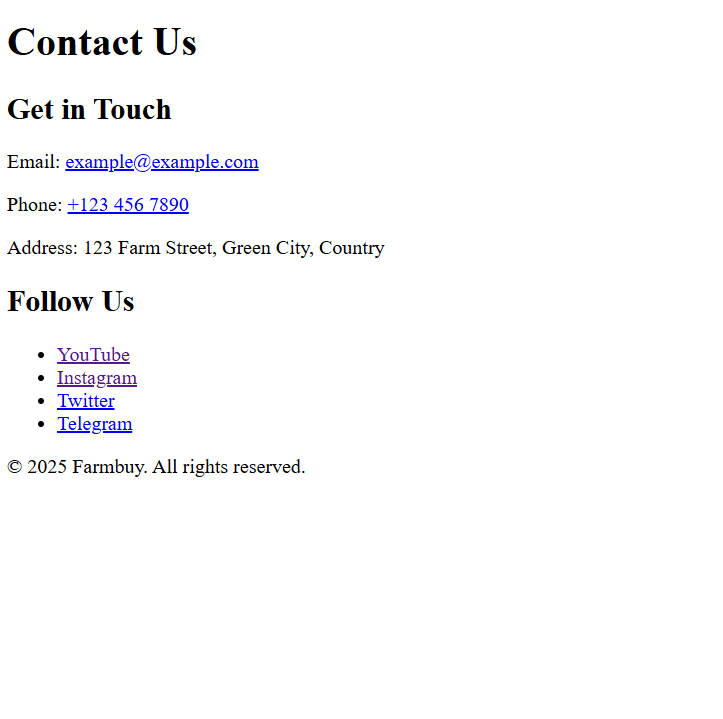 Contact Us
Get in Touch
Email: example@example.com
Phone: +123 456 7890
Address: 123 Farm Street, Green City, Country
Follow Us
• YouTube
• Instagram
• Twitter
• Telegram
© 2025 Farmbuy. All rights reserved.